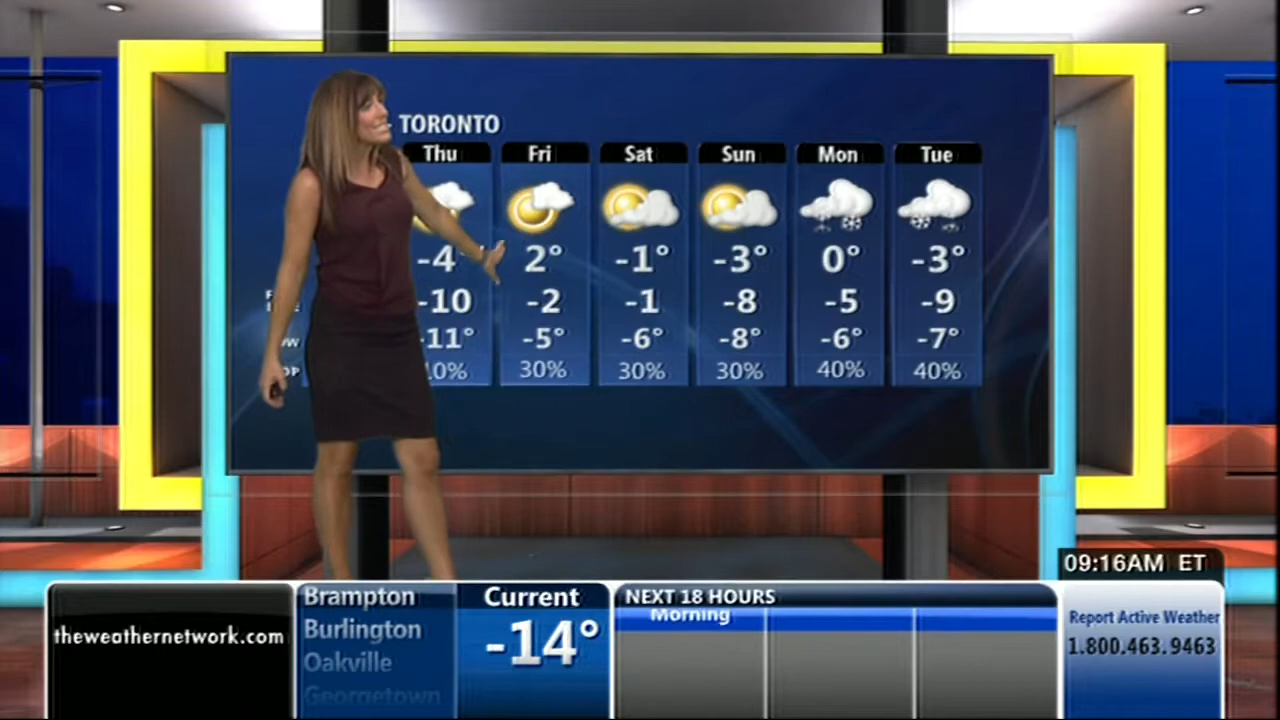 TORONTO
Thu Fri Sat Sun Mon Tue
-4° 2° -1° -3° 0° -3°
-10 -2 -1 -8 -5 -9
-11° -5° -6° -8° -6° -7°
10% 30% 30% 30% 40% 40%
09:16AM ET
theweathernetwork.com
Brampton
Burlington
Oakville
Georgetown
Current
-14°
NEXT 18 HOURS
Morning
Report Active Weather
1.800.463.9463